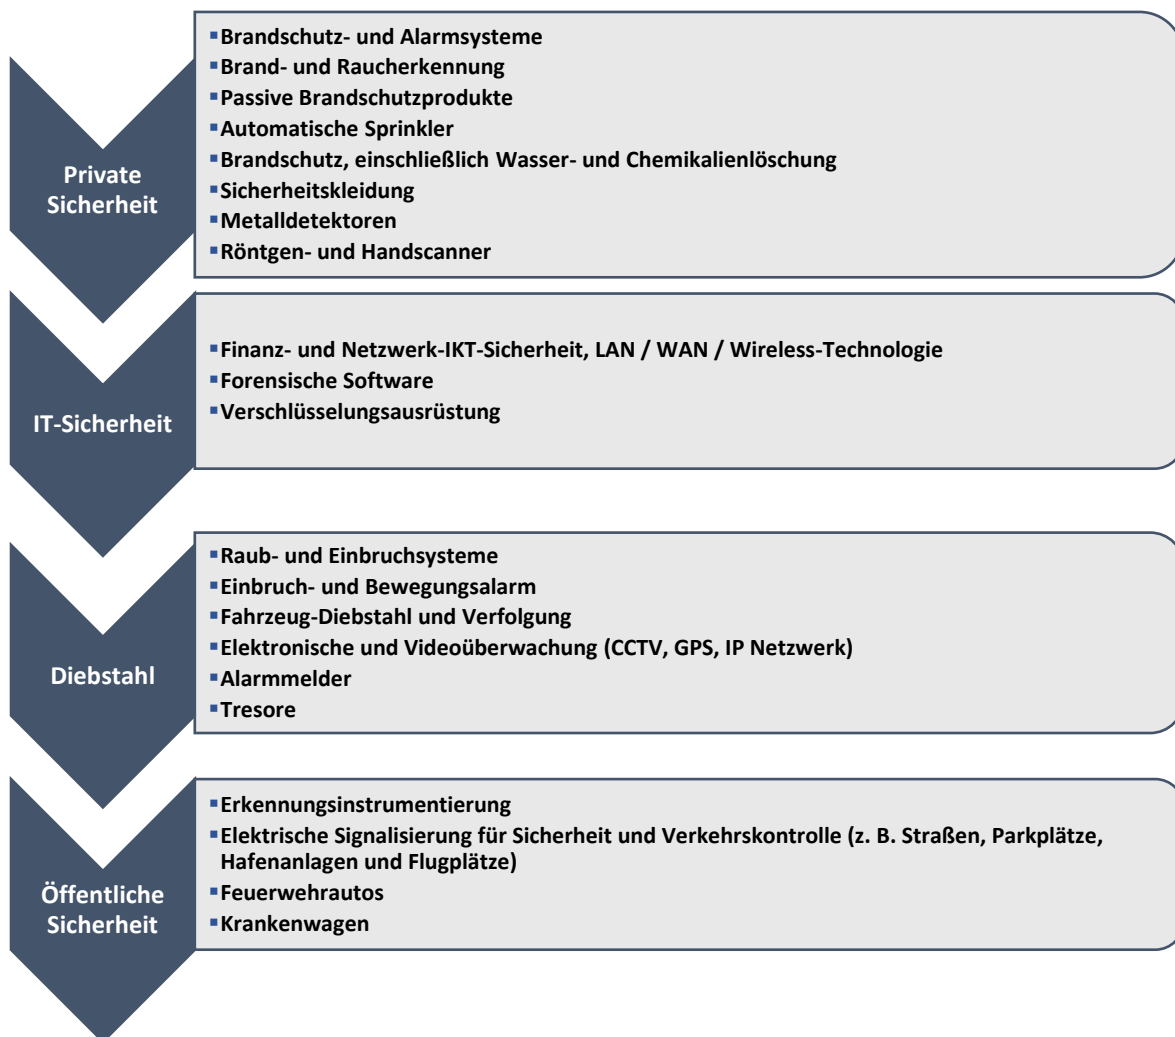 Private
Sicherheit
▪Brandschutz- und Alarmsysteme
▪Brand- und Raucherkennung
▪Passive Brandschutzprodukte
▪Automatische Sprinkler
▪Brandschutz, einschließlich Wasser- und Chemikalienlöschung
▪Sicherheitskleidung
▪Metalldetektoren
▪Röntgen- und Handscanner
IT-Sicherheit
▪Finanz- und Netzwerk-IKT-Sicherheit, LAN / WAN / Wireless-Technologie
▪Forensische Software
▪Verschlüsselungsausrüstung
Diebstahl
▪Raub- und Einbruchsysteme
▪Einbruch- und Bewegungsalarm
▪Fahrzeug-Diebstahl und Verfolgung
▪Elektronische und Videoüberwachung (CCTV, GPS, IP Netzwerk)
▪Alarmmelder
▪Tresore
Öffentliche
Sicherheit
▪Erkennungsinstrumentierung
▪Elektrische Signalisierung für Sicherheit und Verkehrskontrolle (z. B. Straßen, Parkplätze,
Hafenanlagen und Flugplätze)
▪Feuerwehrautos
▪Krankenwagen